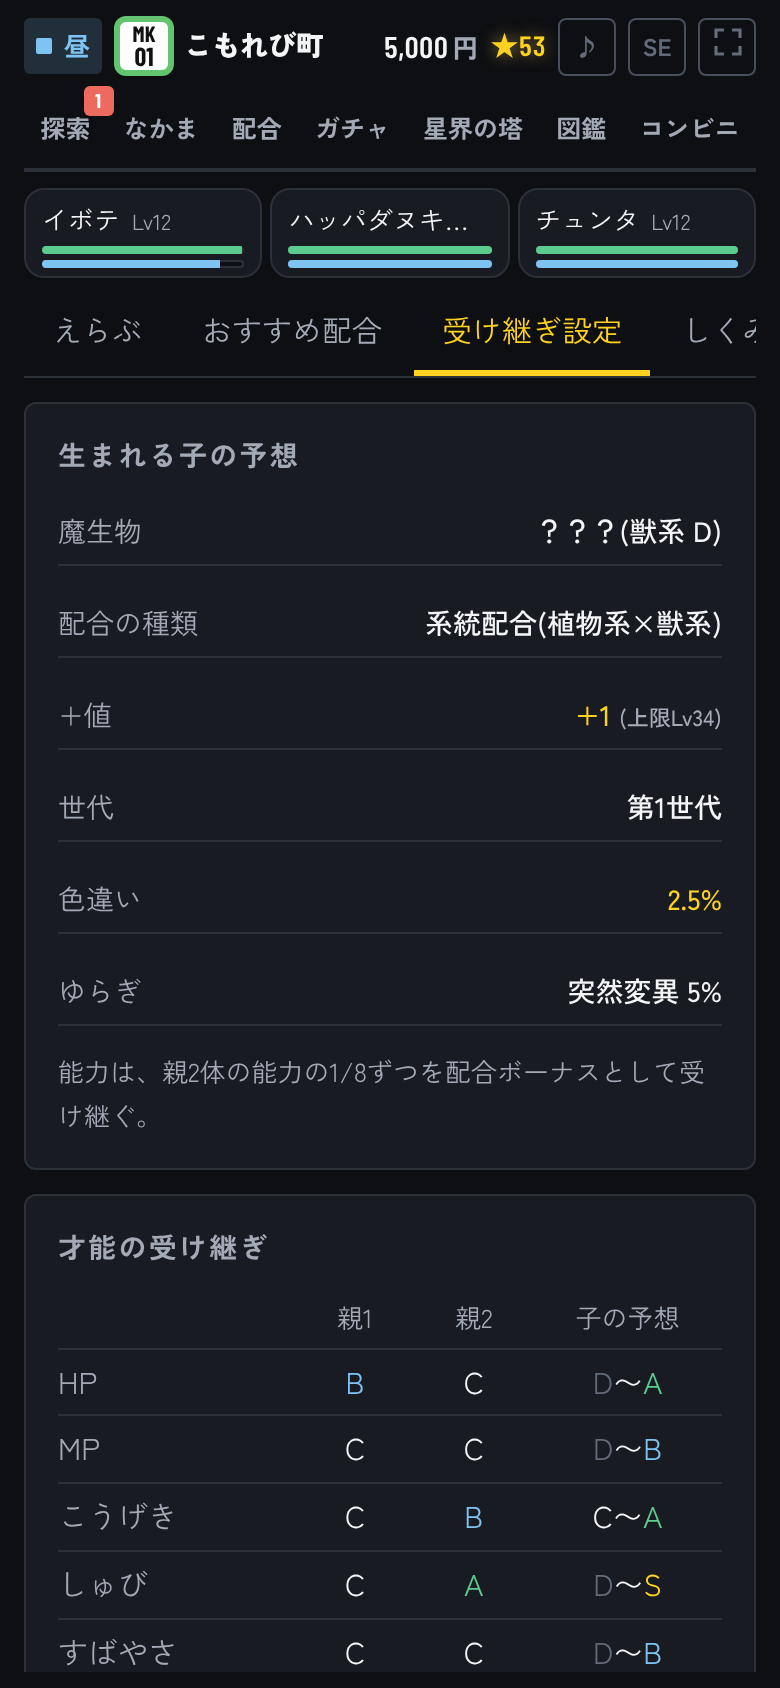 昼 MK 01 こもれび町 5,000 円 ★53 ♪ SE
1
探索 なかま 配合 ガチャ 星界の塔 図鑑 コンビニ
イボテ Lv12 ハッパダヌキ... チュンタ Lv12
えらぶ おすすめ配合 受け継ぎ設定 しくみ
生まれる子の予想
魔生物 ？？？(獣系 D)
配合の種類 系統配合(植物系×獣系)
＋値 +1 (上限Lv34)
世代 第1世代
色違い 2.5%
ゆらぎ 突然変異 5%
能力は、親2体の能力の1/8ずつを配合ボーナスとして受
け継ぐ。
才能の受け継ぎ
親1 親2 子の予想
HP B C D〜A
MP C C D〜B
こうげき C B C〜A
しゅび C A D〜S
すばやさ C C D〜B